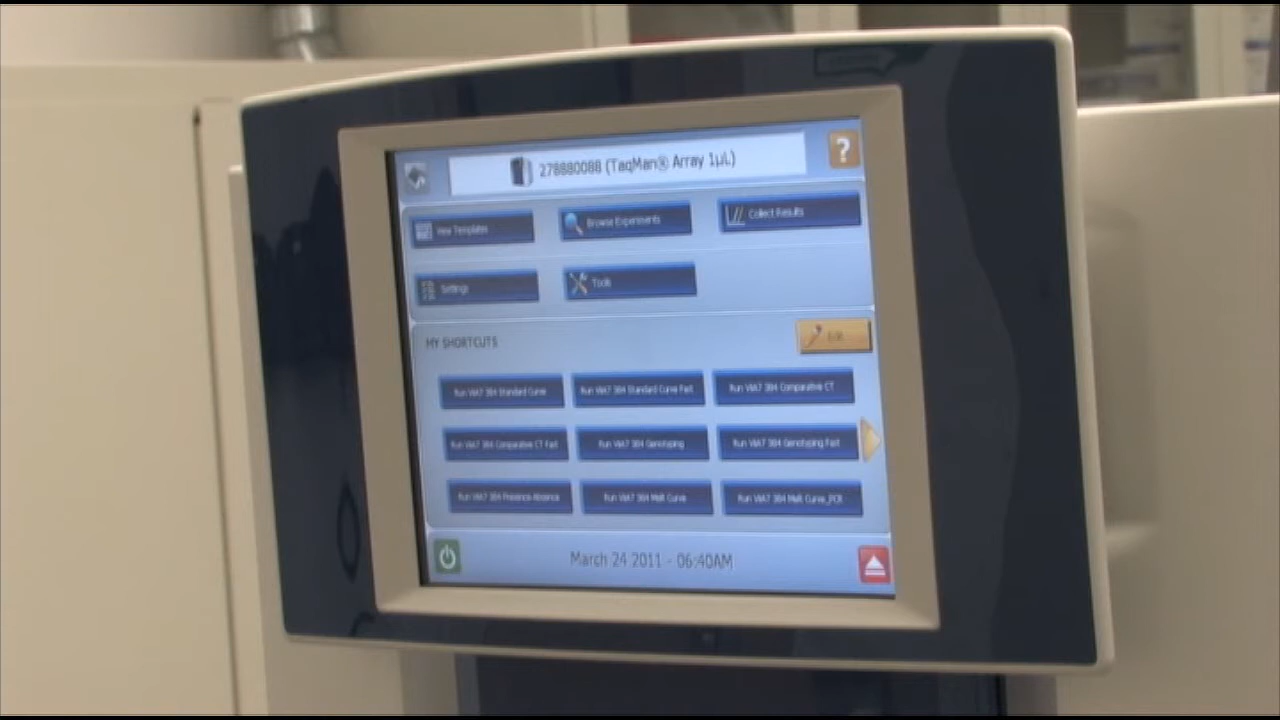 278880088 (TaqMan® Array 1µL)
?
View Templates
Browse Experiments
Collect Results
Settings
Tools
MY SHORTCUTS
Edit
Run ViiA7 384 Standard Curve
Run ViiA7 384 Standard Curve Fast
Run ViiA7 384 Comparative CT
Run ViiA7 384 Comparative CT Fast
Run ViiA7 384 Genotyping
Run ViiA7 384 Genotyping Fast
Run ViiA7 384 Presence Absence
Run ViiA7 384 Melt Curve
Run ViiA7 384 Melt Curve_PCR
March 24 2011 - 06:40AM